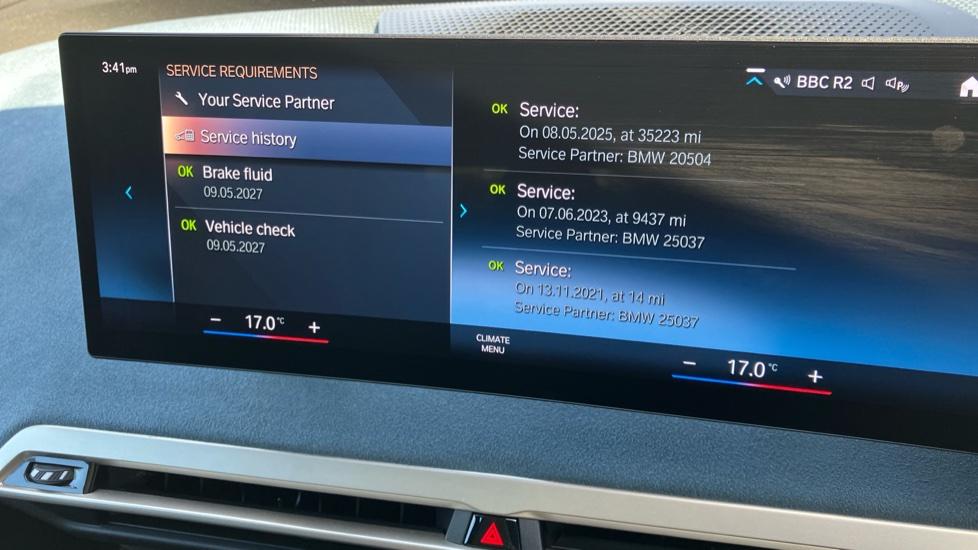 3:41pm
SERVICE REQUIREMENTS
Your Service Partner
Service history
OK Brake fluid
09.05.2027
OK Vehicle check
09.05.2027
BBC R2
OK Service:
On 08.05.2025, at 35223 mi
Service Partner: BMW 20504
OK Service:
On 07.06.2023, at 9437 mi
Service Partner: BMW 25037
OK Service:
On 13.11.2021, at 14 mi
Service Partner: BMW 25037
− 17.0°C +
CLIMATE
MENU
− 17.0°C +